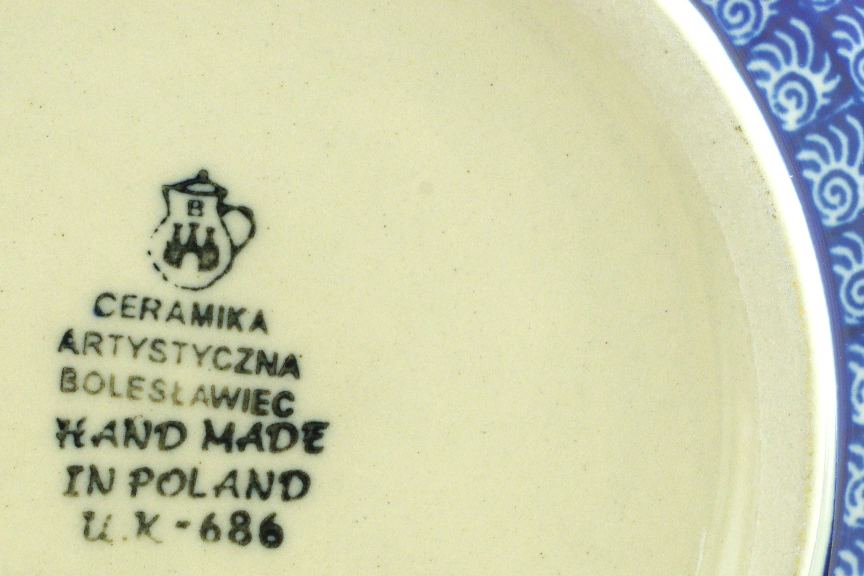 B
CERAMIKA
ARTYSTYCZNA
BOLESŁAWIEC
HAND MADE
IN POLAND
U.K-686